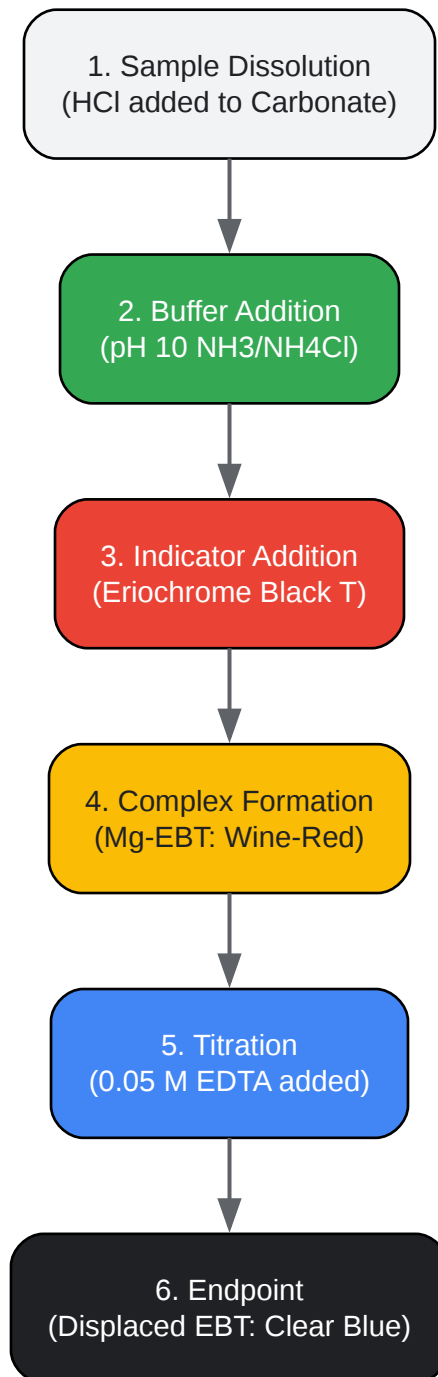 1. Sample Dissolution
(HCl added to Carbonate)
2. Buffer Addition
(pH 10 NH3/NH4Cl)
3. Indicator Addition
(Eriochrome Black T)
4. Complex Formation
(Mg-EBT: Wine-Red)
5. Titration
(0.05 M EDTA added)
6. Endpoint
(Displaced EBT: Clear Blue)